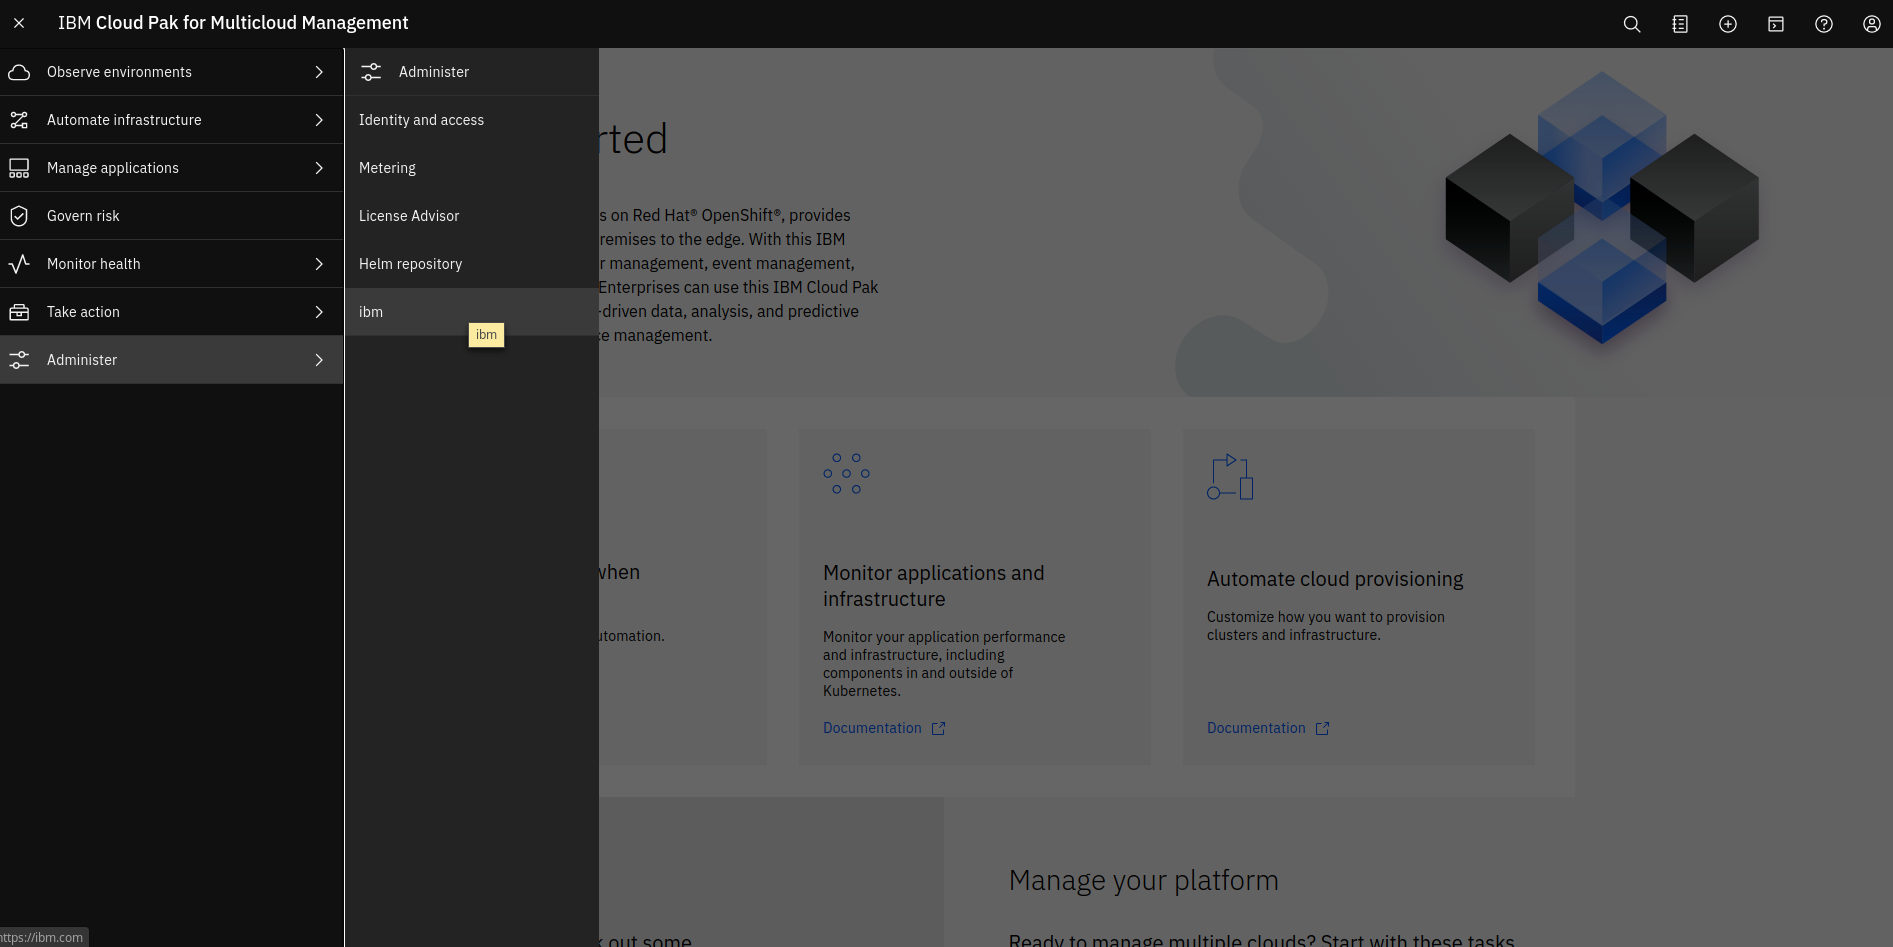 IBM Cloud Pak for Multicloud Management
Observe environments
Automate infrastructure
Manage applications
Govern risk
Monitor health
Take action
Administer
Administer
Identity and access
Metering
License Advisor
Helm repository
ibm
ibm
rted
s on Red Hat® OpenShift®, provides
remises to the edge. With this IBM
r management, event management,
Enterprises can use this IBM Cloud Pak
-driven data, analysis, and predictive
ce management.
when
utomation.
Monitor applications and
infrastructure
Monitor your application performance
and infrastructure, including
components in and outside of
Kubernetes.
Documentation
Automate cloud provisioning
Customize how you want to provision
clusters and infrastructure.
Documentation
k out some
Manage your platform
Ready to manage multiple clouds? Start with these tasks
https://ibm.com